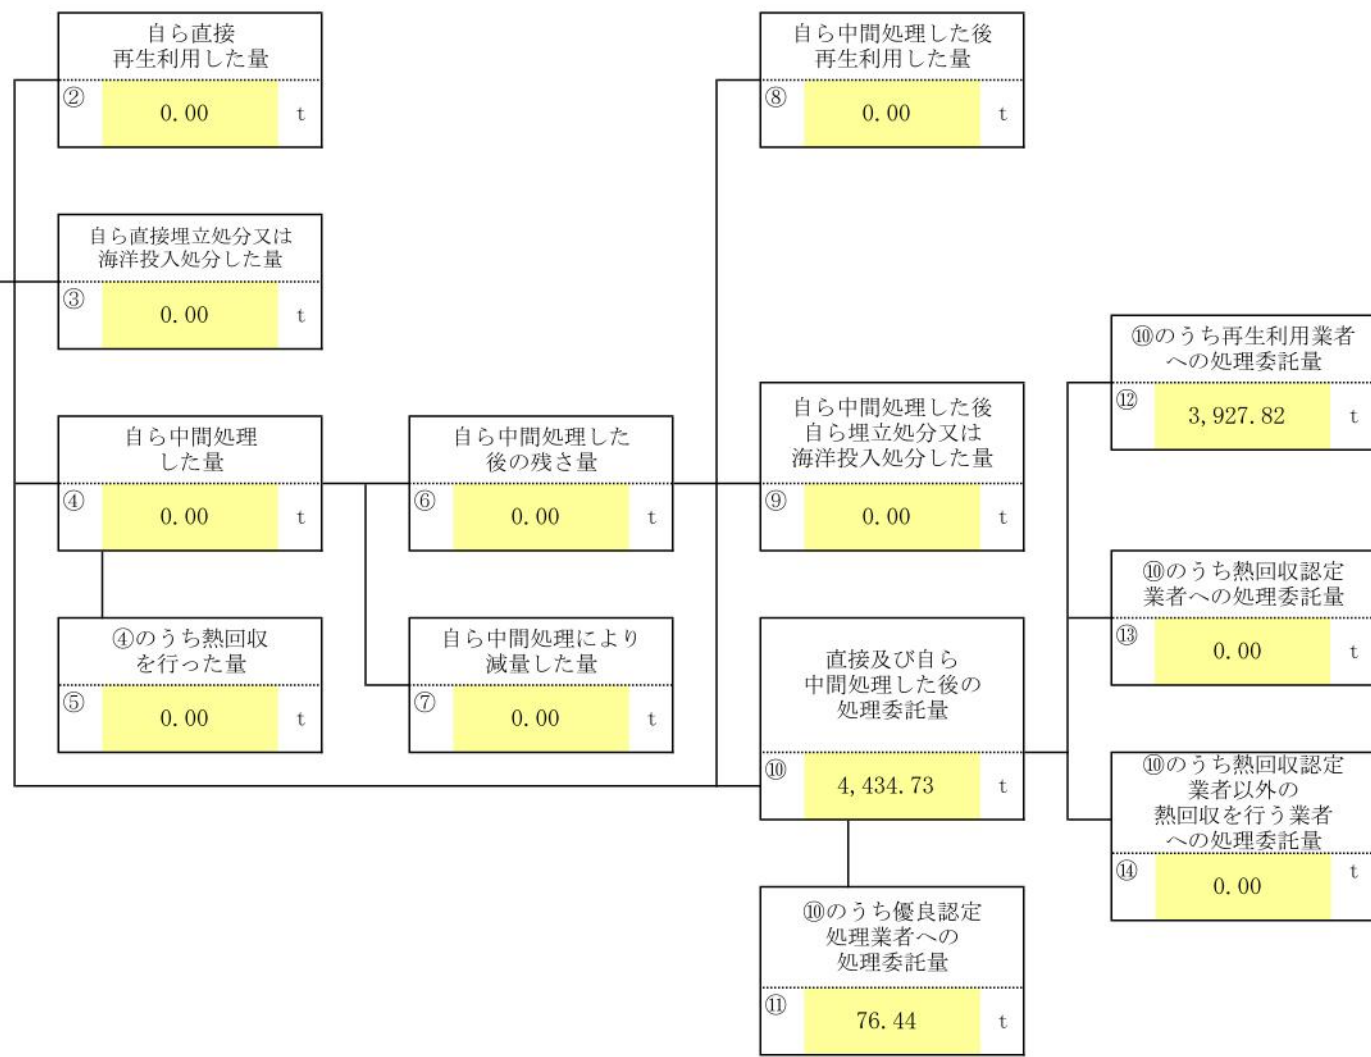 自ら直接
再生利用した量
②
0.00
t
自ら中間処理した後
再生利用した量
⑧
0.00
t
自ら直接埋立処分又は
海洋投入処分した量
③
0.00
t
⑩のうち再生利用業者
への処理委託量
⑫
3,927.82
t
自ら中間処理
した量
④
0.00
t
自ら中間処理した
後の残さ量
⑥
0.00
t
自ら中間処理した後
自ら埋立処分又は
海洋投入処分した量
⑨
0.00
t
⑩のうち熱回収認定
業者への処理委託量
⑬
0.00
t
④のうち熱回収
を行った量
⑤
0.00
t
自ら中間処理により
減量した量
⑦
0.00
t
直接及び自ら
中間処理した後の
処理委託量
⑩
4,434.73
t
⑩のうち熱回収認定
業者以外の
熱回収を行う業者
への処理委託量
⑭
0.00
t
⑩のうち優良認定
処理業者への
処理委託量
⑪
76.44
t